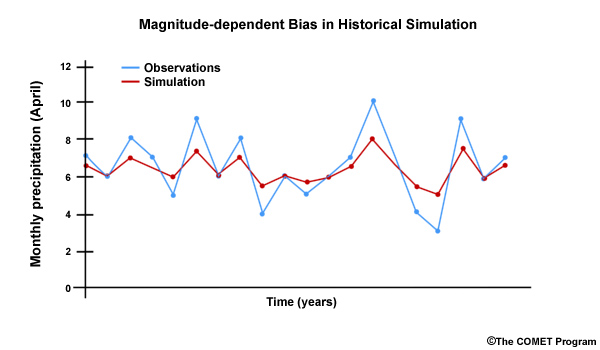 Magnitude-dependent Bias in Historical Simulation
Monthly precipitation (April)
12
10
8
6
4
2
0
Observations
Simulation
Time (years)
©The COMET Program